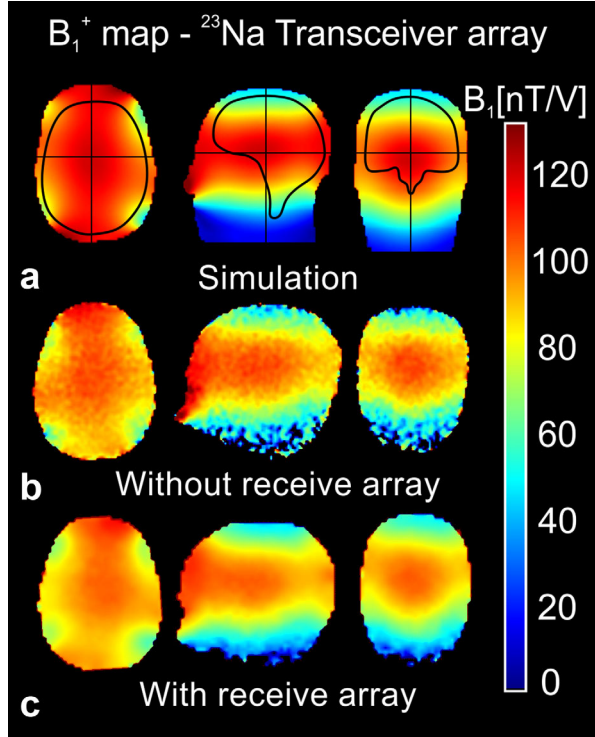 B₁⁺ map - ²³Na Transceiver array
B₁[nT/V]
120
100
80
60
40
20
0
a
Simulation
b
Without receive array
c
With receive array